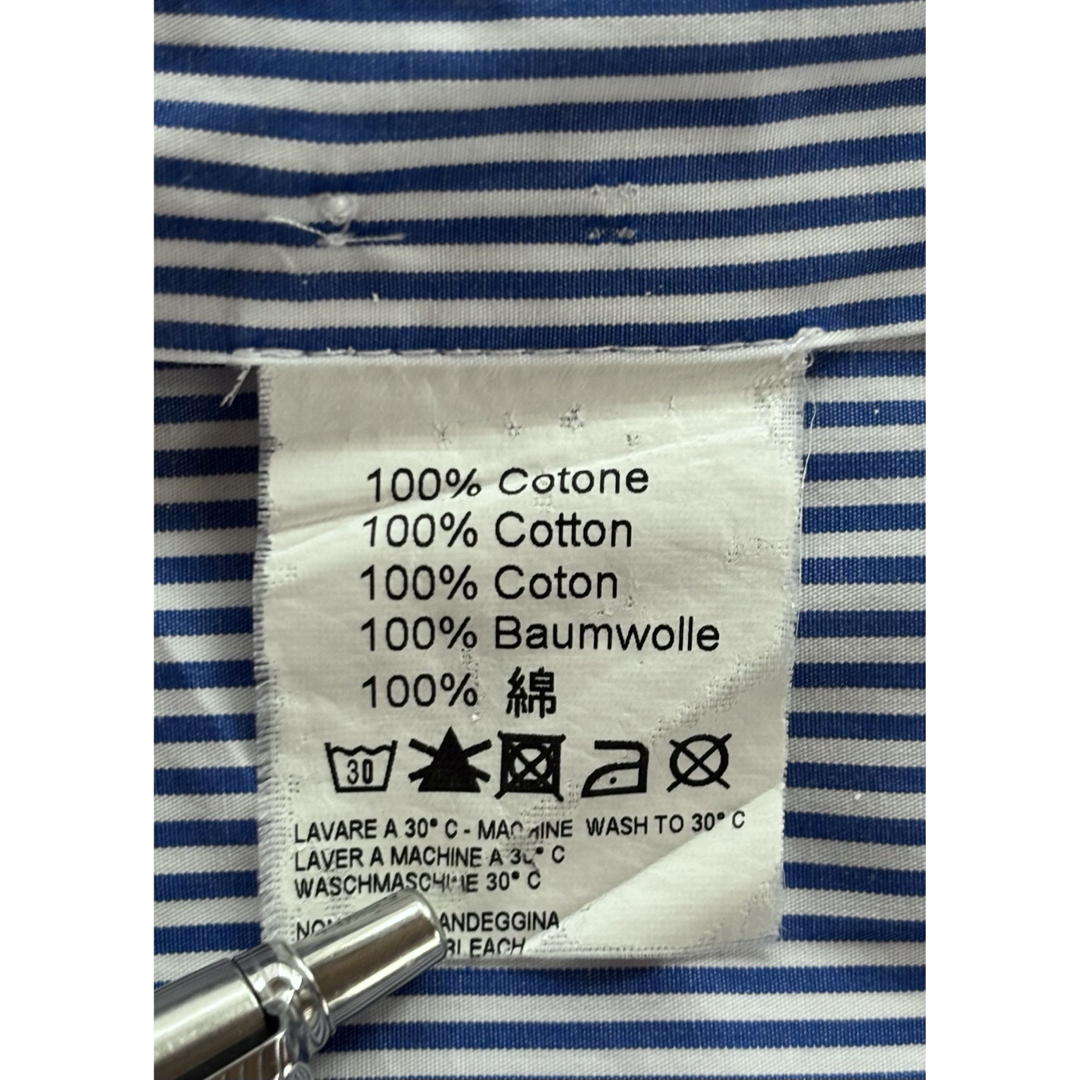 100% Cotone
100% Cotton
100% Coton
100% Baumwolle
100% 綿
30
LAVARE A 30° C - MACHINE WASH TO 30° C
LAVER A MACHINE A 30° C
WASCHMASCHINE 30° C
BLEACH